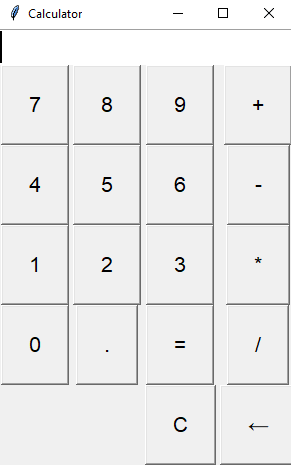 Calculator
7 8 9 +
4 5 6 -
1 2 3 *
0 . = /
C ←